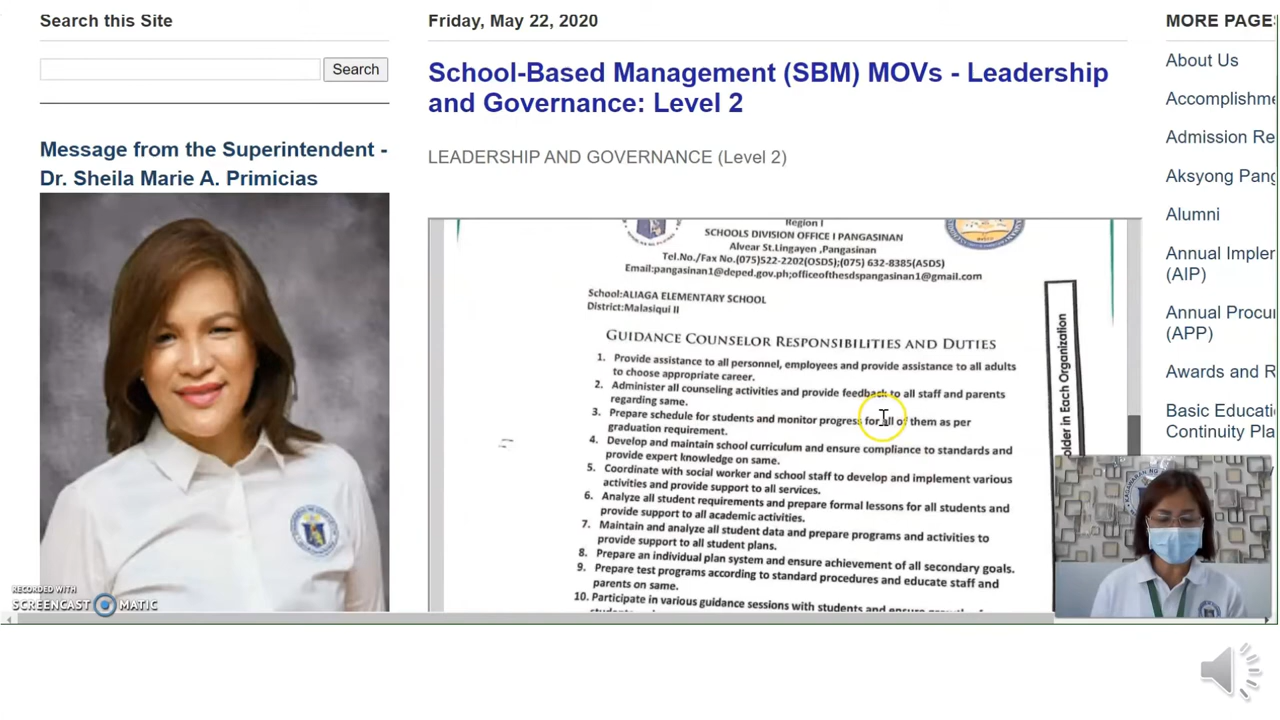 Search this Site
Search
Message from the Superintendent -
Dr. Sheila Marie A. Primicias
RECORDED WITH
SCREENCAST MATIC
Friday, May 22, 2020
School-Based Management (SBM) MOVs - Leadership
and Governance: Level 2
LEADERSHIP AND GOVERNANCE (Level 2)
Region I
SCHOOLS DIVISION OFFICE I PANGASINAN
Alvear St.Lingayen ,Pangasinan
Tel.No./Fax No.(075)522-2202(OSDS);(075) 632-8385(ASDS)
Email:pangasinan1@deped.gov.ph;officeofthesdspangasinan1@gmail.com
School:ALIAGA ELEMENTARY SCHOOL
District:Malasiqui II
GUIDANCE COUNSELOR RESPONSIBILITIES AND DUTIES
1. Provide assistance to all personnel, employees and provide assistance to all adults
to choose appropriate career.
2. Administer all counseling activities and provide feedback to all staff and parents
regarding same.
3. Prepare schedule for students and monitor progress for all of them as per
graduation requirement.
4. Develop and maintain school curriculum and ensure compliance to standards and
provide expert knowledge on same.
5. Coordinate with social worker and school staff to develop and implement various
activities and provide support to all services.
6. Analyze all student requirements and prepare formal lessons for all students and
provide support to all academic activities.
7. Maintain and analyze all student data and prepare programs and activities to
provide support to all student plans.
8. Prepare an individual plan system and ensure achievement of all secondary goals.
9. Prepare test programs according to standard procedures and educate staff and
parents on same.
10. Participate in various guidance sessions with students and ensure
older in Each Organization
KAGAWARAN NG
MORE PAGES
About Us
Accomplishme
Admission Re
Aksyong Pang
Alumni
Annual Implem
(AIP)
Annual Procur
(APP)
Awards and R
Basic Educati
Continuity Plan